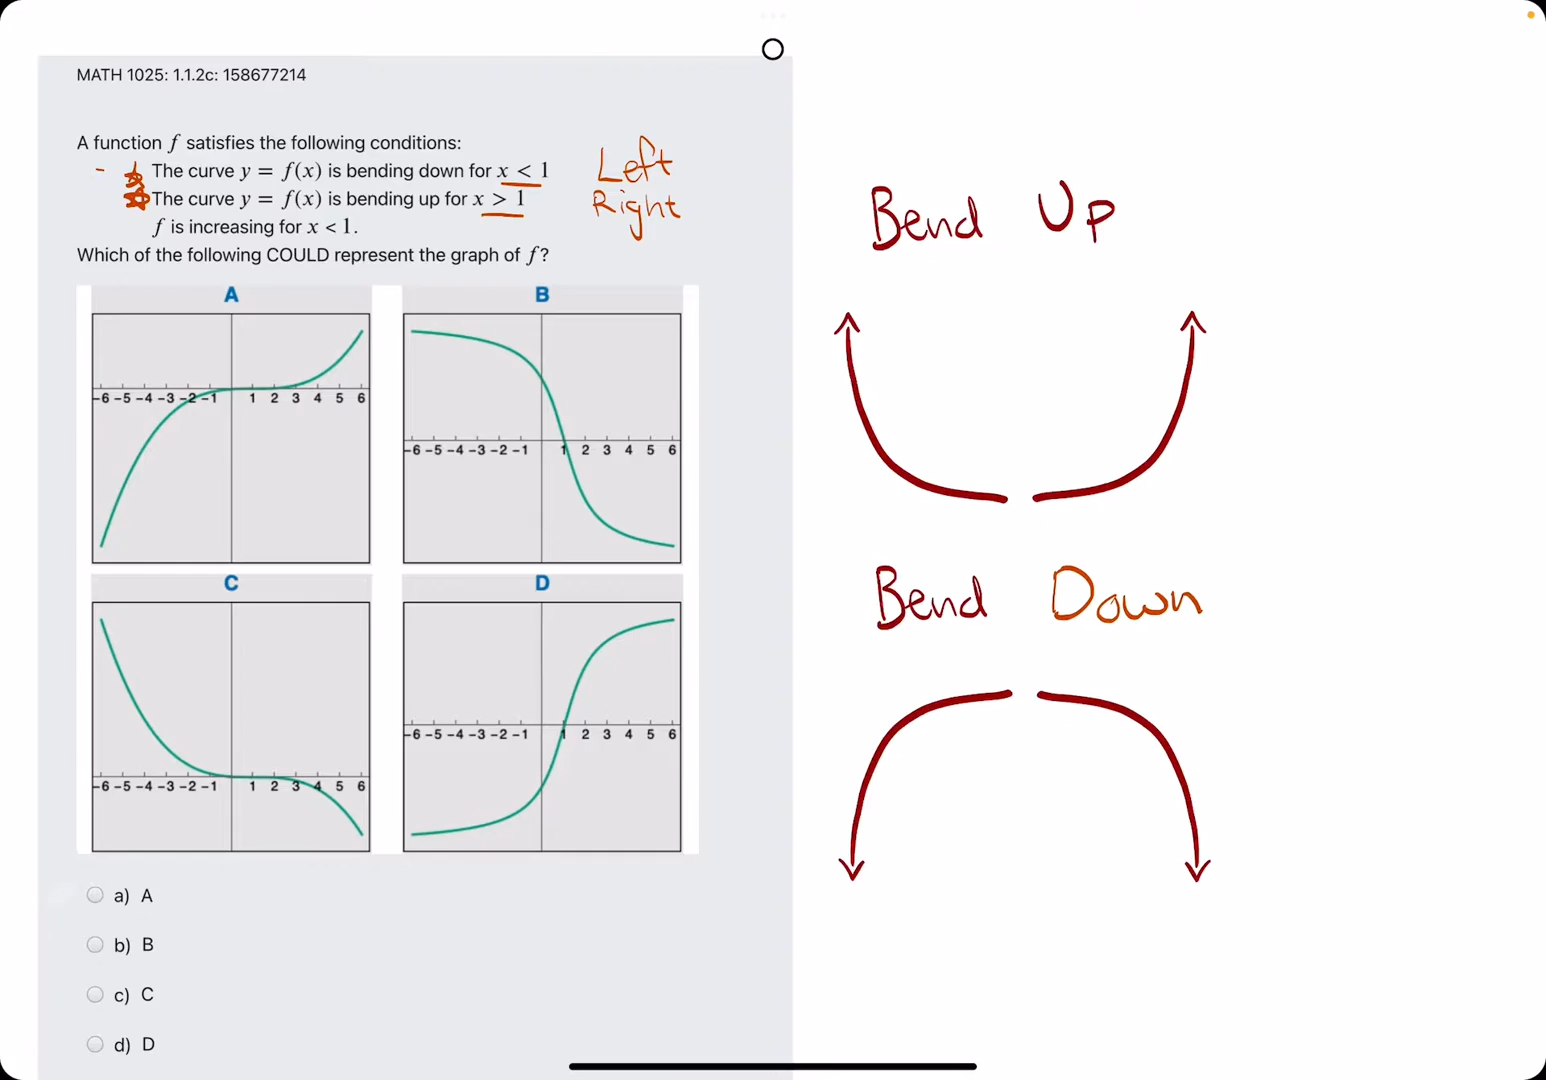 MATH 1025: 1.1.2c: 158677214
A function f satisfies the following conditions:
The curve y = f(x) is bending down for x < 1
Left
The curve y = f(x) is bending up for x > 1
Right
f is increasing for x < 1.
Which of the following COULD represent the graph of f?
Bend Up
A
-6 -5 -4 -3 -2 -1 1 2 3 4 5 6
B
-6 -5 -4 -3 -2 -1 1 2 3 4 5 6
C
-6 -5 -4 -3 -2 -1 1 2 3 4 5 6
D
-6 -5 -4 -3 -2 -1 1 2 3 4 5 6
Bend Down
a) A
b) B
c) C
d) D